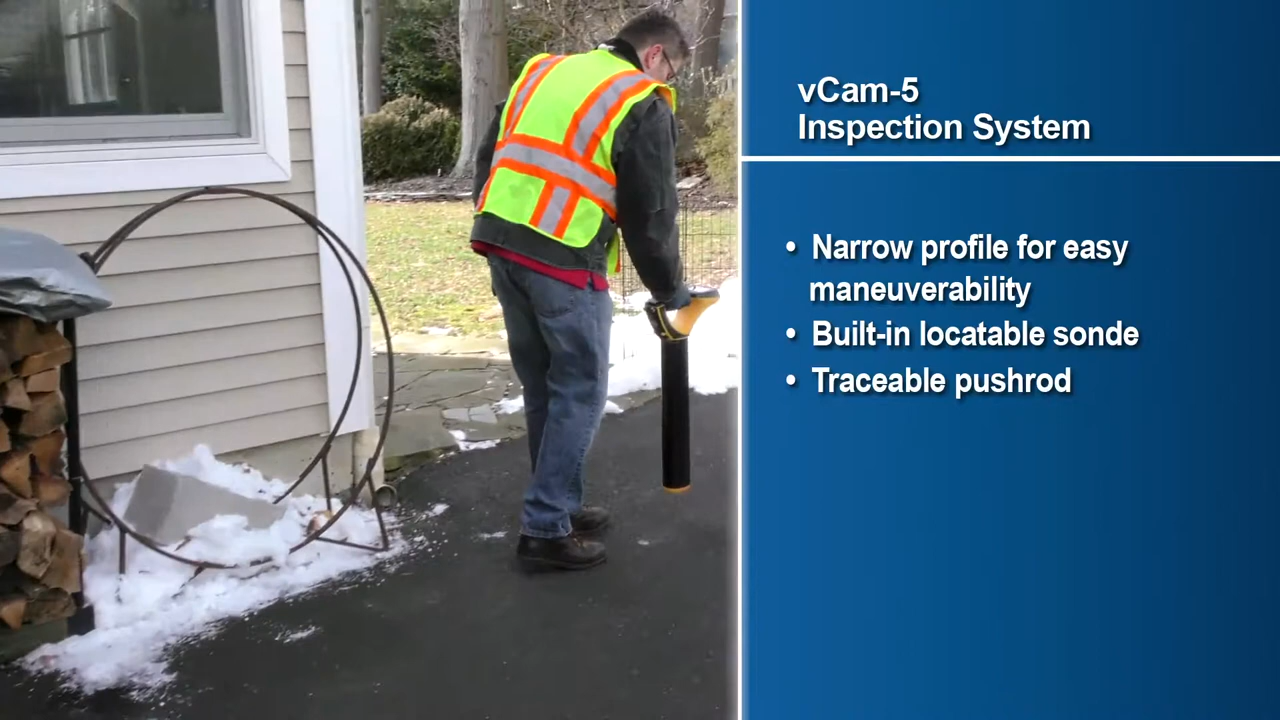 vCam-5
Inspection System
• Narrow profile for easy
maneuverability
• Built-in locatable sonde
• Traceable pushrod